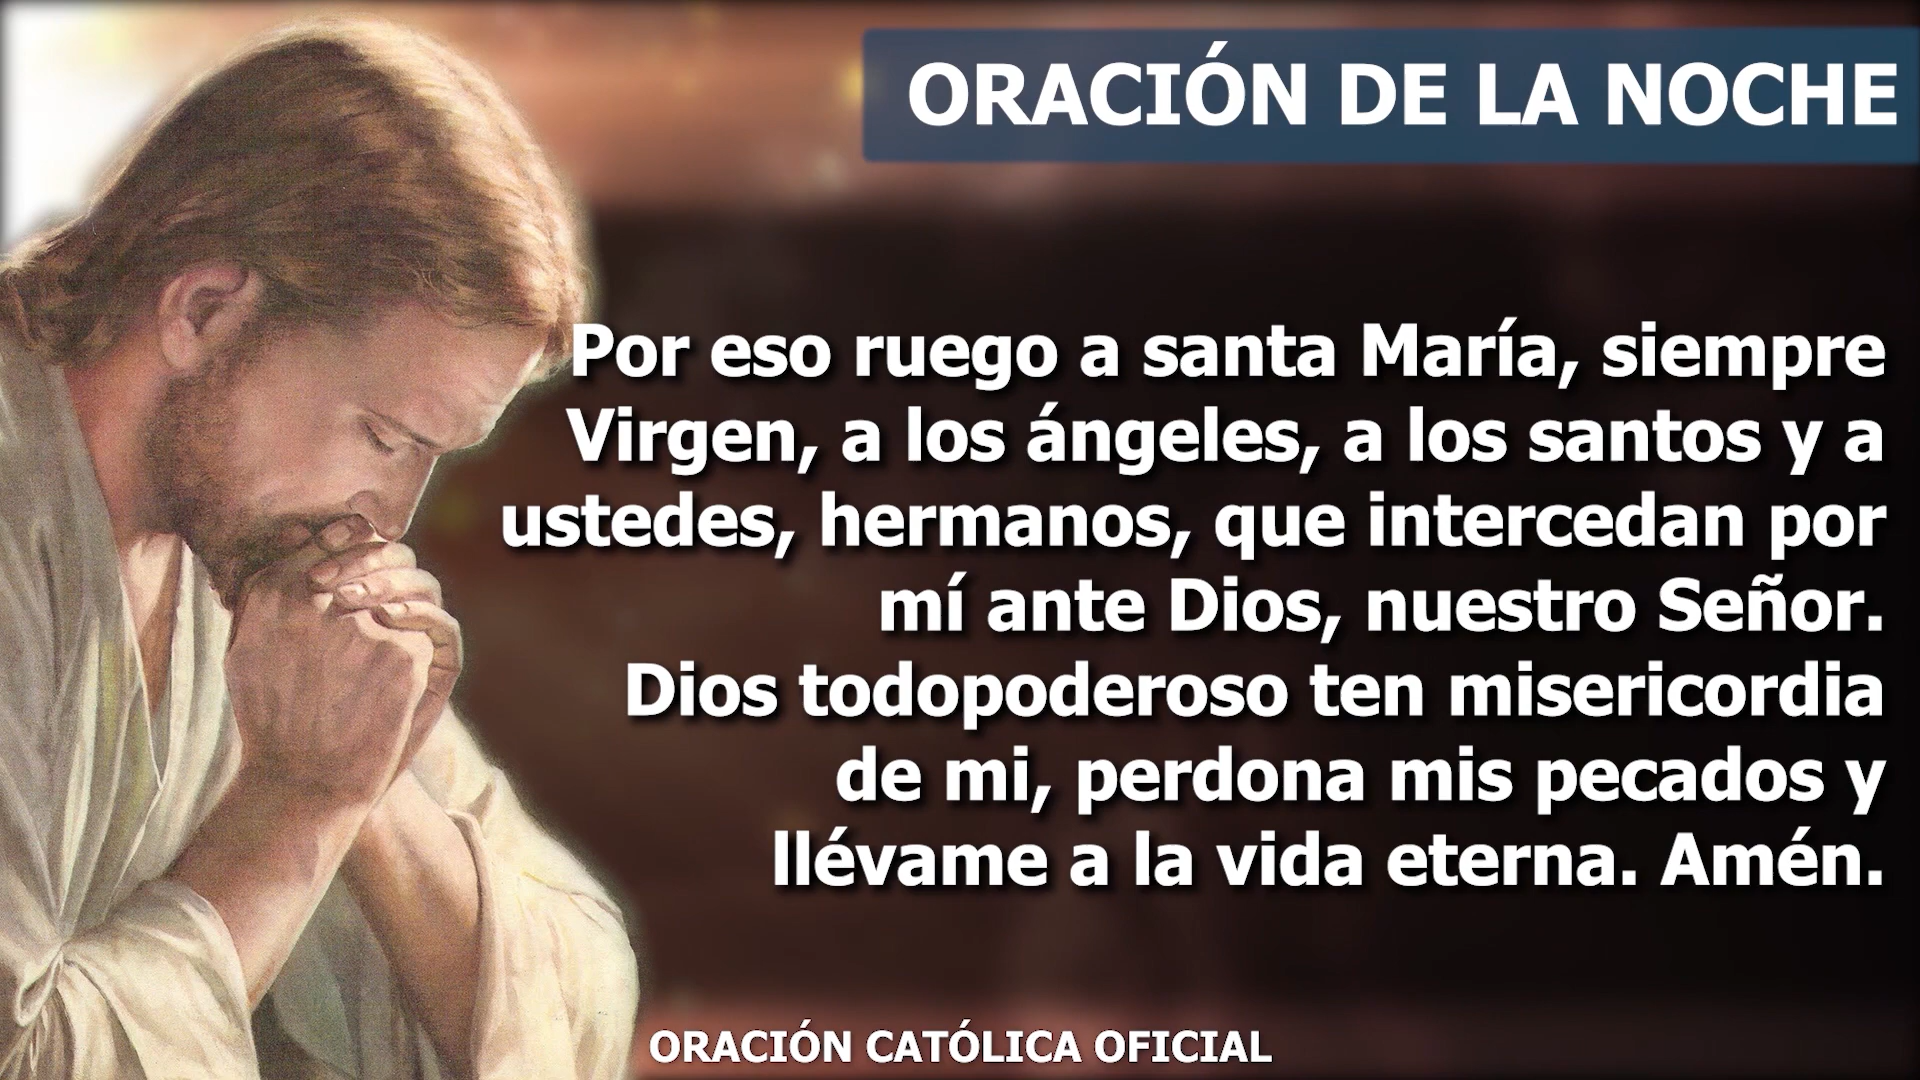 ORACIÓN DE LA NOCHE
Por eso ruego a santa María, siempre
Virgen, a los ángeles, a los santos y a
ustedes, hermanos, que intercedan por
mí ante Dios, nuestro Señor.
Dios todopoderoso ten misericordia
de mi, perdona mis pecados y
llévame a la vida eterna. Amén.
ORACIÓN CATÓLICA OFICIAL